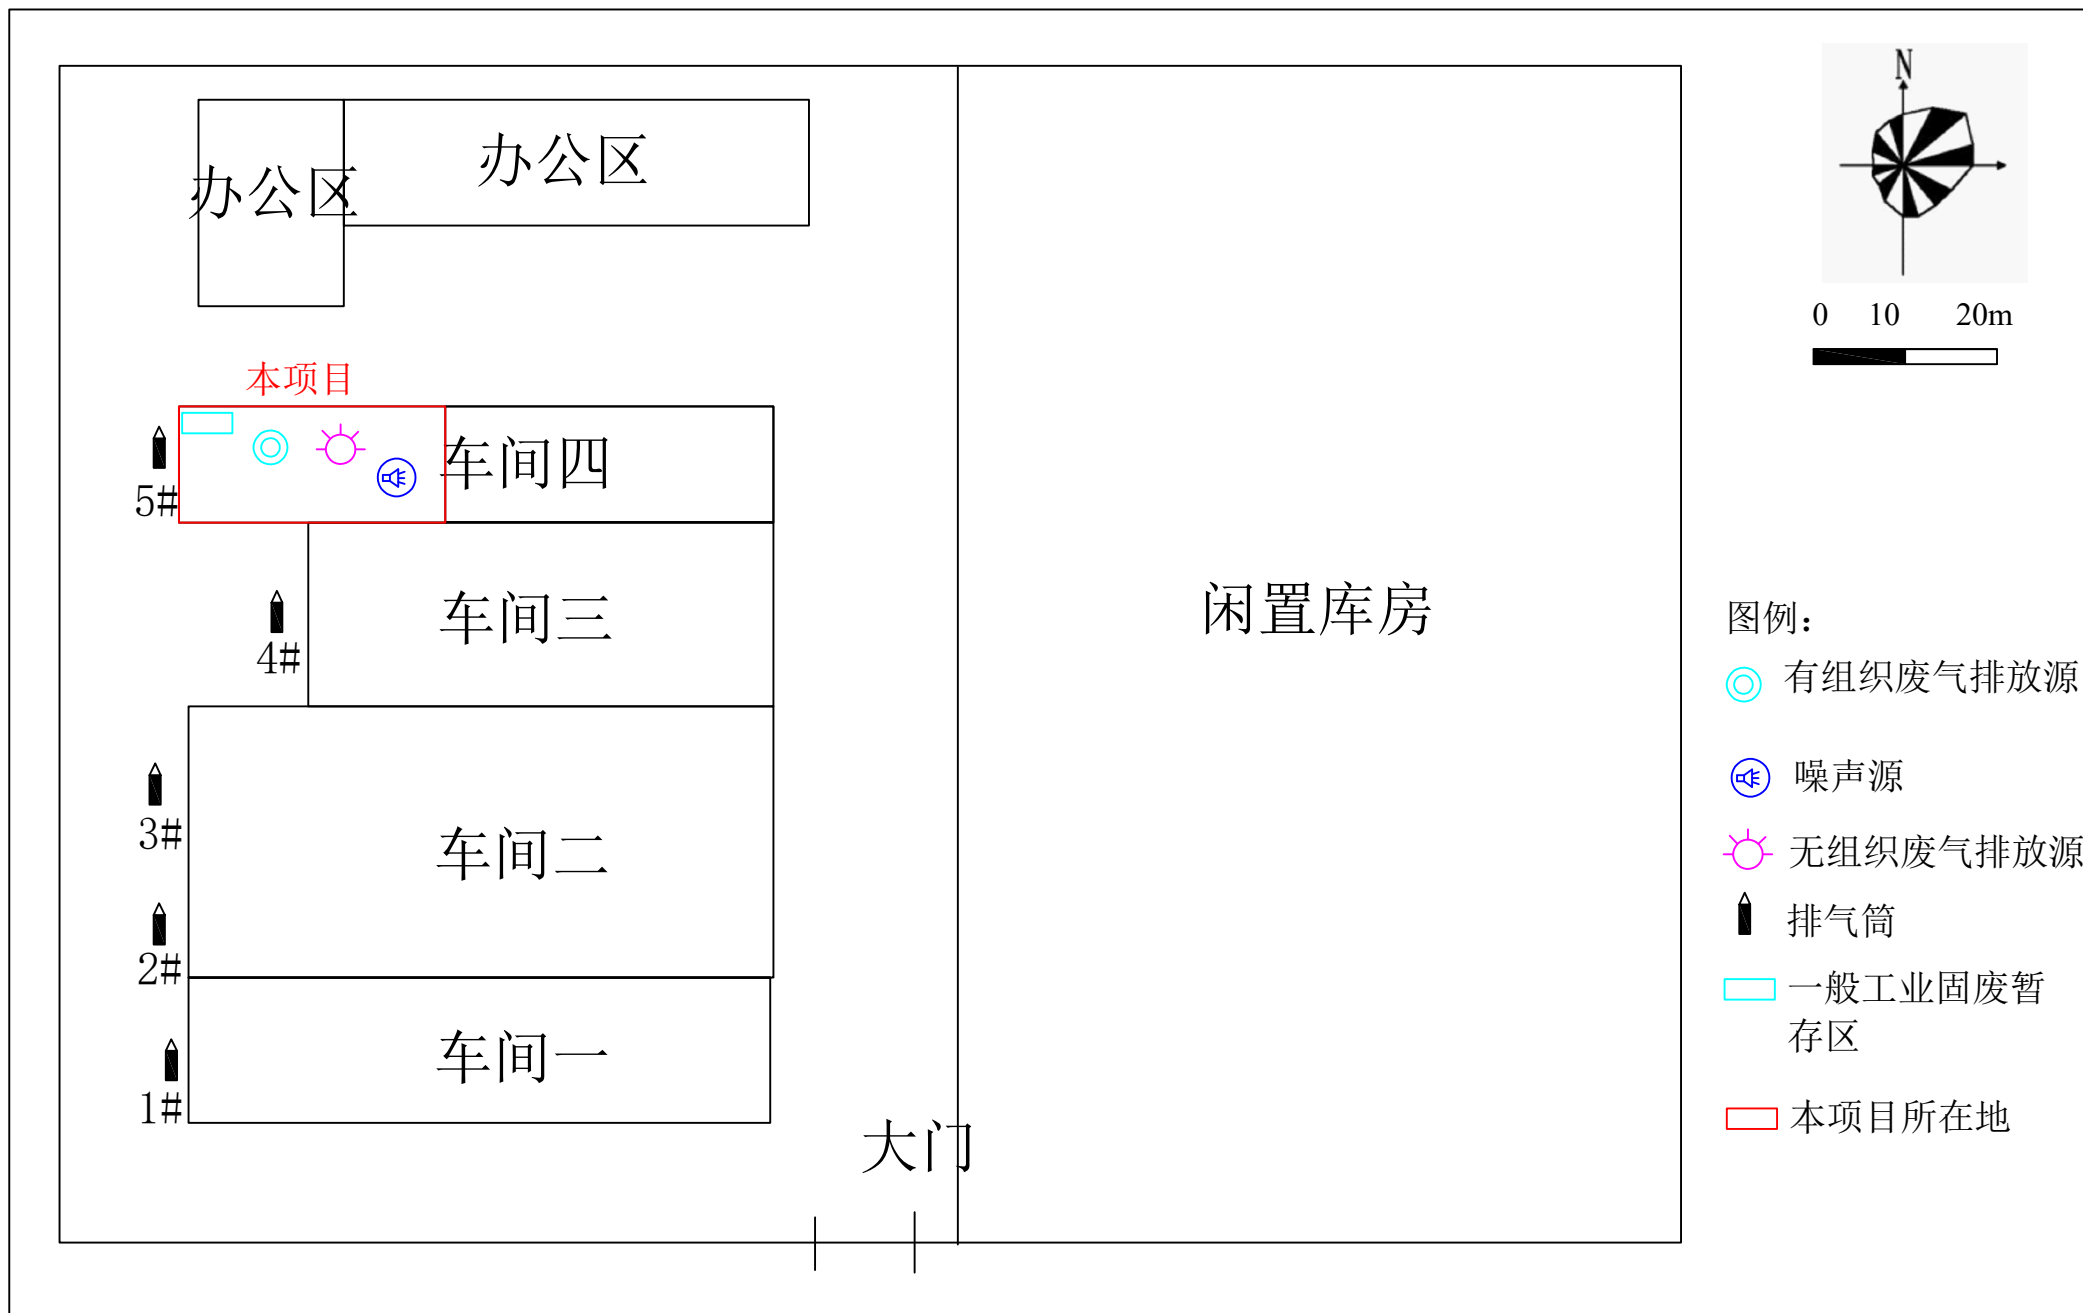 N
办公区
办公区
0 10 20m
本项目
车间四
5#
车间三
4#
闲置库房
图例：
有组织废气排放源
噪声源
3#
车间二
无组织废气排放源
排气筒
2#
一般工业固废暂
存区
车间一
1#
大门
本项目所在地